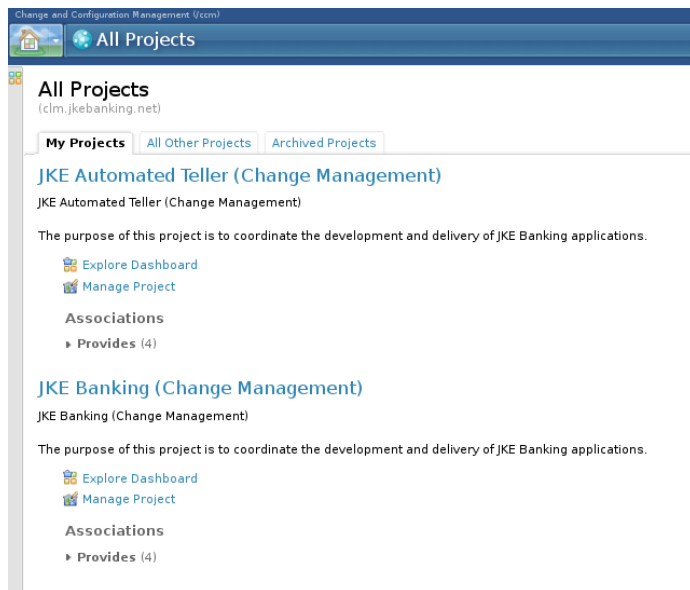 Change and Configuration Management (/ccm)
All Projects
All Projects
(clm.jkebanking.net)
My Projects All Other Projects Archived Projects
JKE Automated Teller (Change Management)
JKE Automated Teller (Change Management)
The purpose of this project is to coordinate the development and delivery of JKE Banking applications.
Explore Dashboard
Manage Project
Associations
Provides (4)
JKE Banking (Change Management)
JKE Banking (Change Management)
The purpose of this project is to coordinate the development and delivery of JKE Banking applications.
Explore Dashboard
Manage Project
Associations
Provides (4)